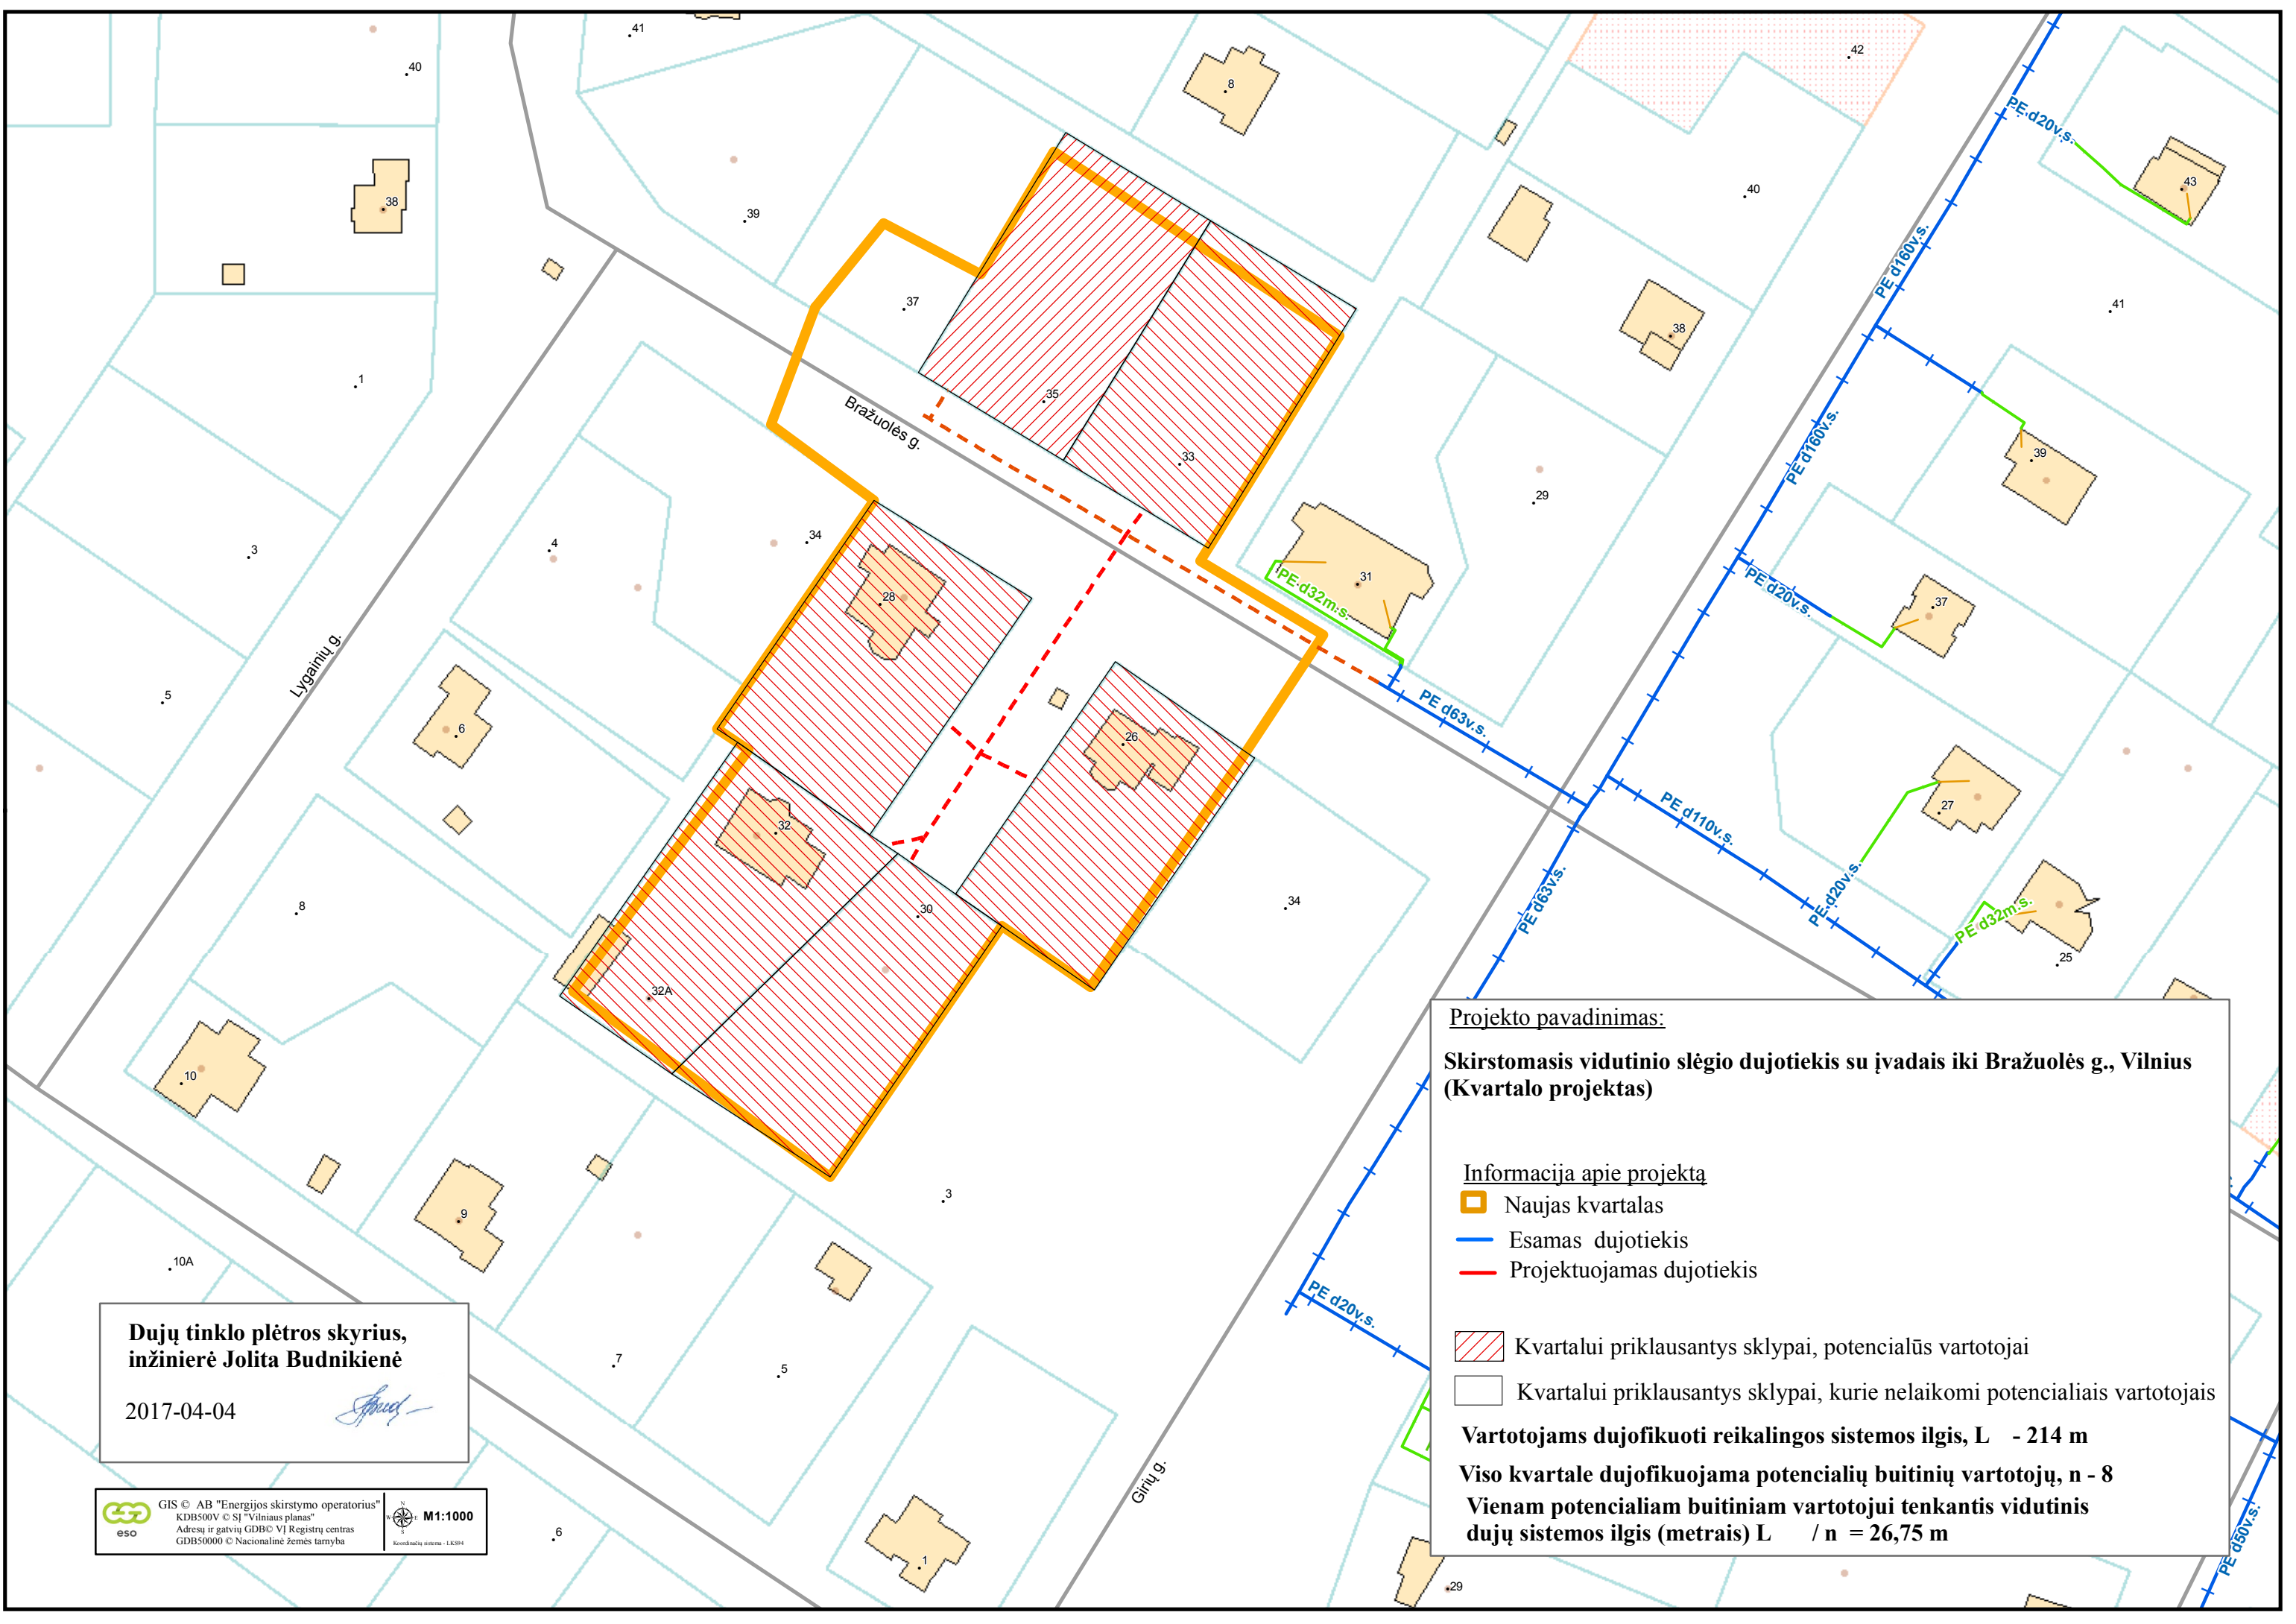 41
40
8
42
PE d20v.s.
43
38
39
40
PE d160v.s.
37
41
38
1
35
Bražuolės g.
33
PE d160v.s.
39
29
3
4
34
31
PE d32m.s.
28
PE d20v.s.
37
Lygainių g.
5
6
26
PE d63v.s.
27
32
PE d110v.s.
8
30
34
PE d63v.s.
PE d20v.s.
PE d32m.s.
25
32A
10
3
9
10A
PE d20v.s.
7
5
Girių g.
6
1
29
PE d50v.s.
Projekto pavadinimas:
Skirstomasis vidutinio slėgio dujotiekis su įvadais iki Bražuolės g., Vilnius
(Kvartalo projektas)
Informacija apie projektą
Naujas kvartalas
Esamas dujotiekis
Projektuojamas dujotiekis
Kvartalui priklausantys sklypai, potencialūs vartotojai
Kvartalui priklausantys sklypai, kurie nelaikomi potencialiais vartotojais
Vartotojams dujofikuoti reikalingos sistemos ilgis, L - 214 m
Viso kvartale dujofikuojama potencialių buitinių vartotojų, n - 8
Vienam potencialiam buitiniam vartotojui tenkantis vidutinis
dujų sistemos ilgis (metrais) L / n = 26,75 m
Dujų tinklo plėtros skyrius,
inžinierė Jolita Budnikienė
2017-04-04
eso
GIS © AB "Energijos skirstymo operatorius"
KDB500V © SĮ "Vilniaus planas"
Adresų ir gatvių GDB© VĮ Registrų centras
GDB50000 © Nacionalinė žemės tarnyba
N
W E
S
M1:1000
Koordinačių sistema - LKS94